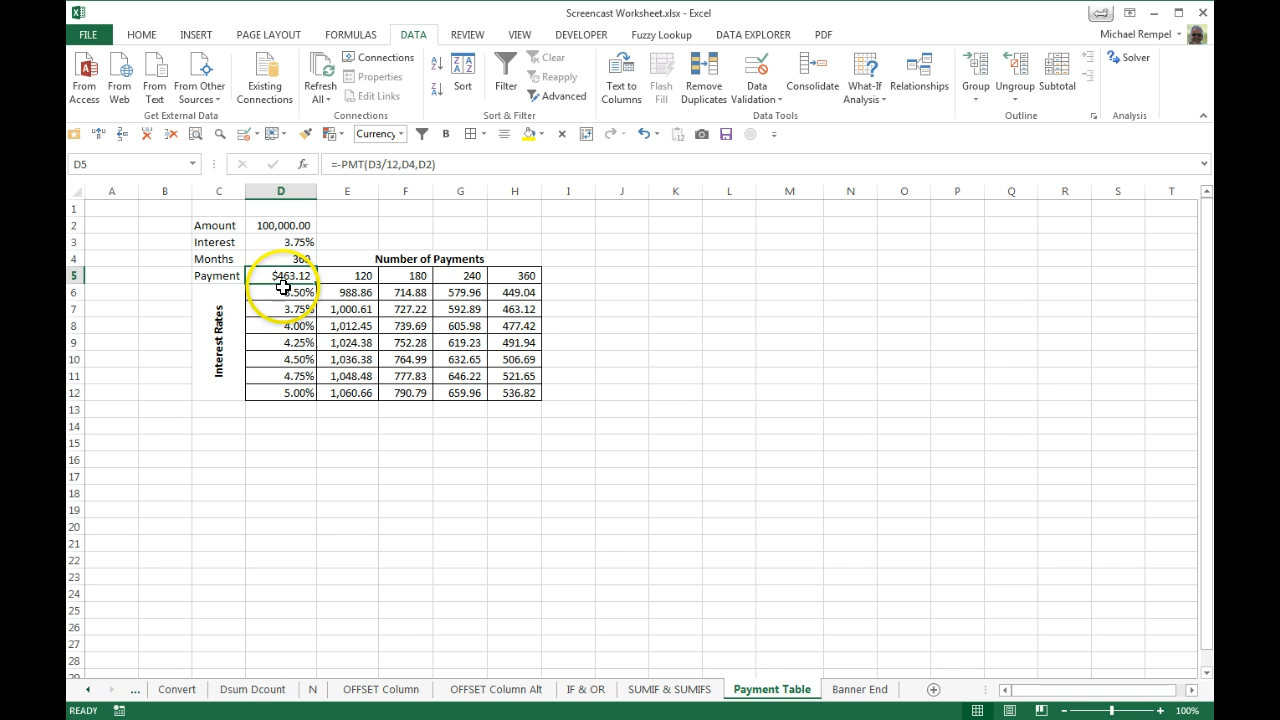 Screencast Worksheet.xlsx - Excel
FILE HOME INSERT PAGE LAYOUT FORMULAS DATA REVIEW VIEW DEVELOPER Fuzzy Lookup DATA EXPLORER PDF Michael Rempel
From Access
From Web
From Text
From Other Sources
Existing Connections
Get External Data
Refresh All
Connections
Properties
Edit Links
Connections
Sort
Filter
Clear
Reapply
Advanced
Sort & Filter
Text to Columns
Flash Fill
Remove Duplicates
Data Validation
Consolidate
What-If Analysis
Relationships
Data Tools
Group
Ungroup
Subtotal
Outline
Solver
Analysis
Currency B
D5 fx =-PMT(D3/12,D4,D2)
A B C D E F G H I J K L M N O P Q R S T
1
2 Amount 100,000.00
3 Interest 3.75%
4 Months 360 Number of Payments
5 Payment $463.12 120 180 240 360
Interest Rates
6 3.50% 988.86 714.88 579.96 449.04
7 3.75% 1,000.61 727.22 592.89 463.12
8 4.00% 1,012.45 739.69 605.98 477.42
9 4.25% 1,024.38 752.28 619.23 491.94
10 4.50% 1,036.38 764.99 632.65 506.69
11 4.75% 1,048.48 777.83 646.22 521.65
12 5.00% 1,060.66 790.79 659.96 536.82
13
14
15
16
17
18
19
20
21
22
23
24
25
26
27
28
... Convert Dsum Dcount N OFFSET Column OFFSET Column Alt IF & OR SUMIF & SUMIFS Payment Table Banner End
READY 100%